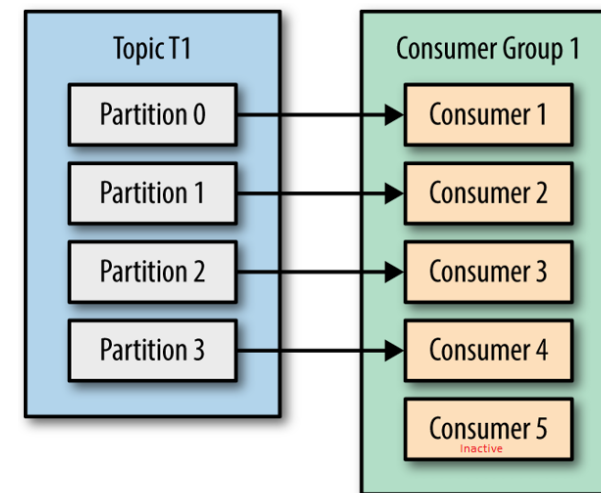 Topic T1
Partition 0
Partition 1
Partition 2
Partition 3
Consumer Group 1
Consumer 1
Consumer 2
Consumer 3
Consumer 4
Consumer 5
Inactive